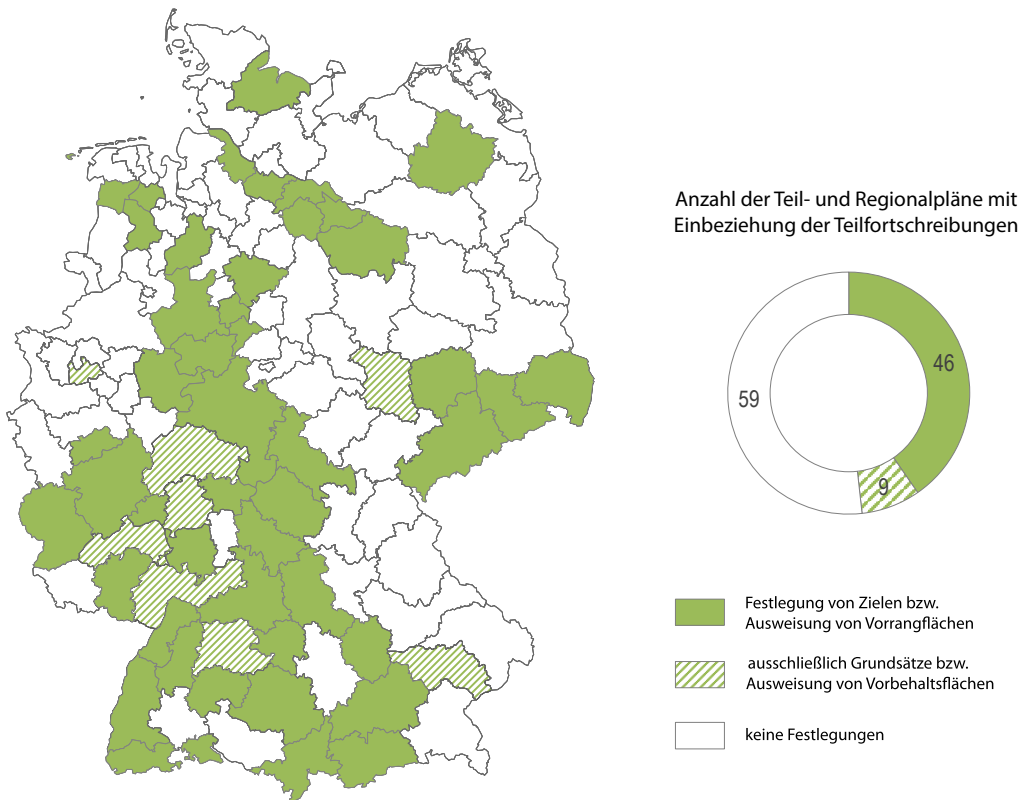 Anzahl der Teil- und Regionalpläne mit
Einbeziehung der Teilfortschreibungen
46
59
9
Festlegung von Zielen bzw.
Ausweisung von Vorrangflächen
ausschließlich Grundsätze bzw.
Ausweisung von Vorbehaltsflächen
keine Festlegungen